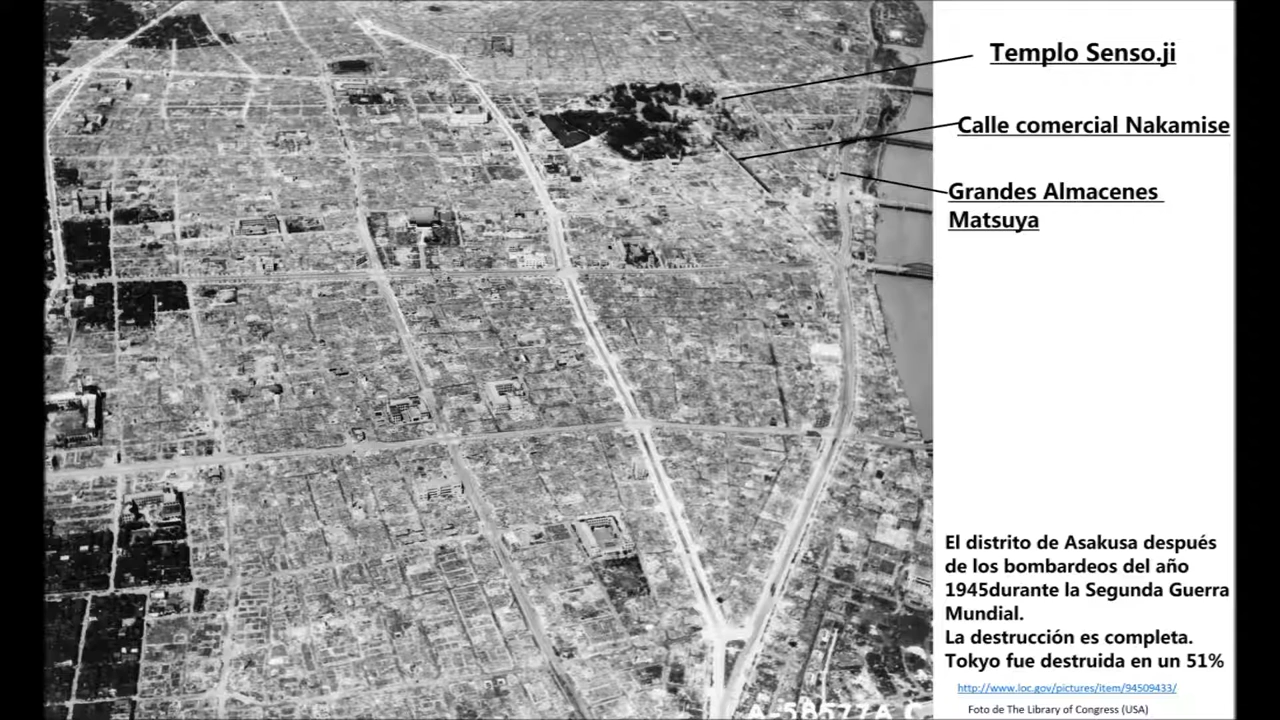 Templo Senso.ji
Calle comercial Nakamise
Grandes Almacenes
Matsuya
El distrito de Asakusa después
de los bombardeos del año
1945durante la Segunda Guerra
Mundial.
La destrucción es completa.
Tokyo fue destruida en un 51%
http://www.loc.gov/pictures/item/94509433/
Foto de The Library of Congress (USA)
A-58577A C